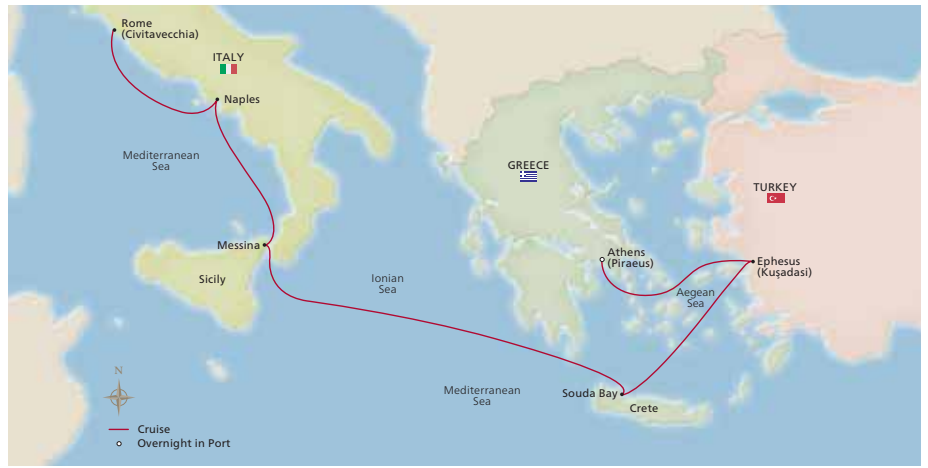 Rome
(Civitavecchia)
ITALY
Naples
Mediterranean
Sea
GREECE
TURKEY
Messina
Athens
(Piraeus)
Ephesus
(Kuşadasi)
Sicily
Ionian
Sea
Aegean
Sea
N
Mediterranean
Sea
Souda Bay
Crete
Cruise
Overnight in Port